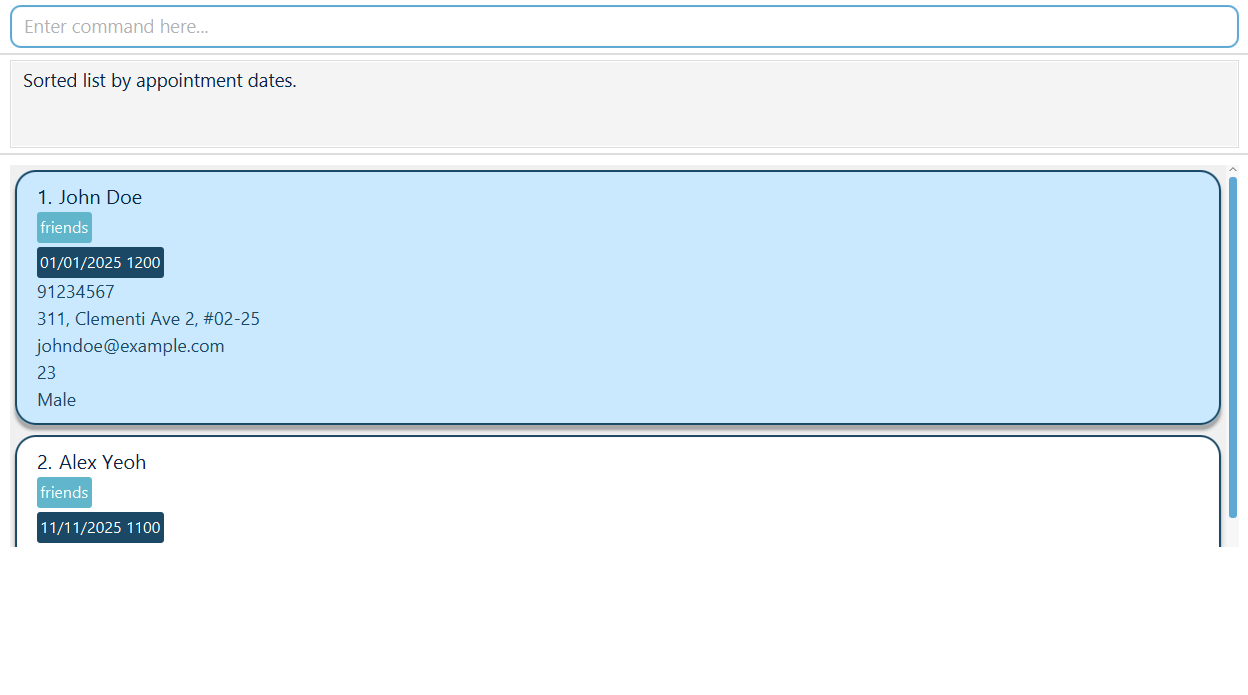 Enter command here...
Sorted list by appointment dates.
1. John Doe
friends
01/01/2025 1200
91234567
311, Clementi Ave 2, #02-25
johndoe@example.com
23
Male
2. Alex Yeoh
friends
11/11/2025 1100